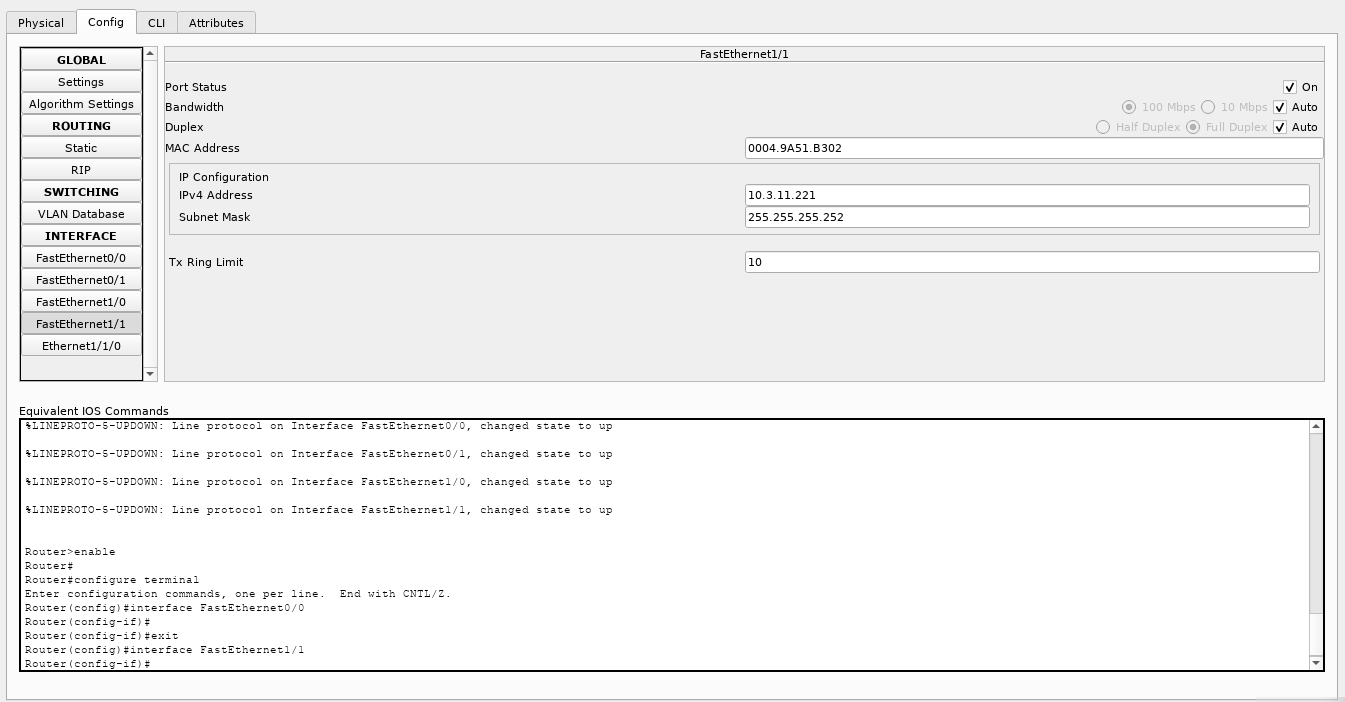 Physical Config CLI Attributes
GLOBAL
Settings
Algorithm Settings
ROUTING
Static
RIP
SWITCHING
VLAN Database
INTERFACE
FastEthernet0/0
FastEthernet0/1
FastEthernet1/0
FastEthernet1/1
Ethernet1/1/0
FastEthernet1/1
Port Status On
Bandwidth 100 Mbps 10 Mbps Auto
Duplex Half Duplex Full Duplex Auto
MAC Address 0004.9A51.B302
IP Configuration
IPv4 Address 10.3.11.221
Subnet Mask 255.255.255.252
Tx Ring Limit 10
Equivalent IOS Commands
%LINEPROTO-5-UPDOWN: Line protocol on Interface FastEthernet0/0, changed state to up
%LINEPROTO-5-UPDOWN: Line protocol on Interface FastEthernet0/1, changed state to up
%LINEPROTO-5-UPDOWN: Line protocol on Interface FastEthernet1/0, changed state to up
%LINEPROTO-5-UPDOWN: Line protocol on Interface FastEthernet1/1, changed state to up
Router>enable
Router#
Router#configure terminal
Enter configuration commands, one per line.  End with CNTL/Z.
Router(config)#interface FastEthernet0/0
Router(config-if)#
Router(config-if)#exit
Router(config)#interface FastEthernet1/1
Router(config-if)#